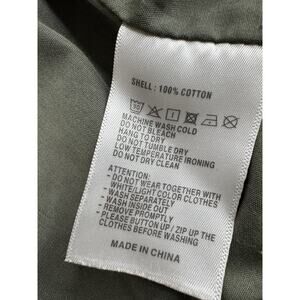 SHELL : 100% COTTON
30
MACHINE WASH COLD
DO NOT BLEACH
HANG TO DRY
DO NOT TUMBLE DRY
LOW TEMPERATURE IRONING
DO NOT DRY CLEAN
ATTENTION:
- DO NOT WEAR TOGETHER WITH
WHITE/LIGHT COLOR CLOTHES
- WASH SEPARATELY
- WASH INSIDE OUT
- REMOVE PROMPTLY
- PLEASE BUTTON / ZIP UP THE
CLOTHES BEFORE WASHING
MADE IN CHINA